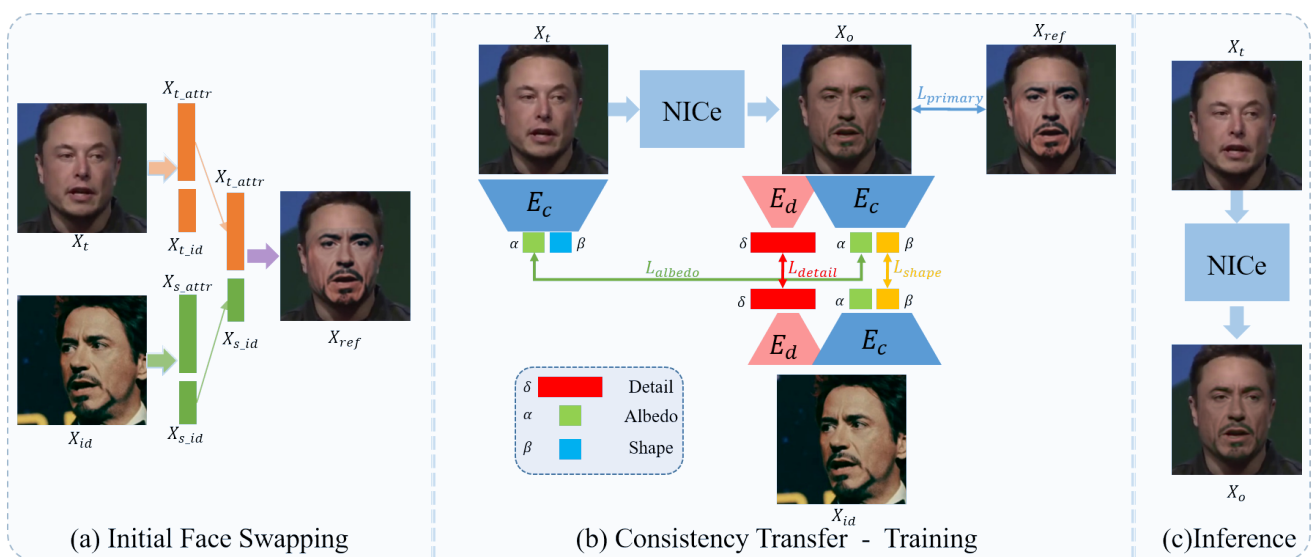 X_t_attr
X_t
X_t_id
X_t_attr
X_s_attr
X_s_id
X_ref
X_id
X_s_id
(a) Initial Face Swapping
X_t
X_o
X_ref
NICe
L_primary
E_c
E_d
E_c
α
β
δ
α
β
L_albedo
L_detail
L_shape
δ
α
β
E_d
E_c
δ Detail
α Albedo
β Shape
X_id
(b) Consistency Transfer - Training
X_t
NICe
X_o
(c)Inference